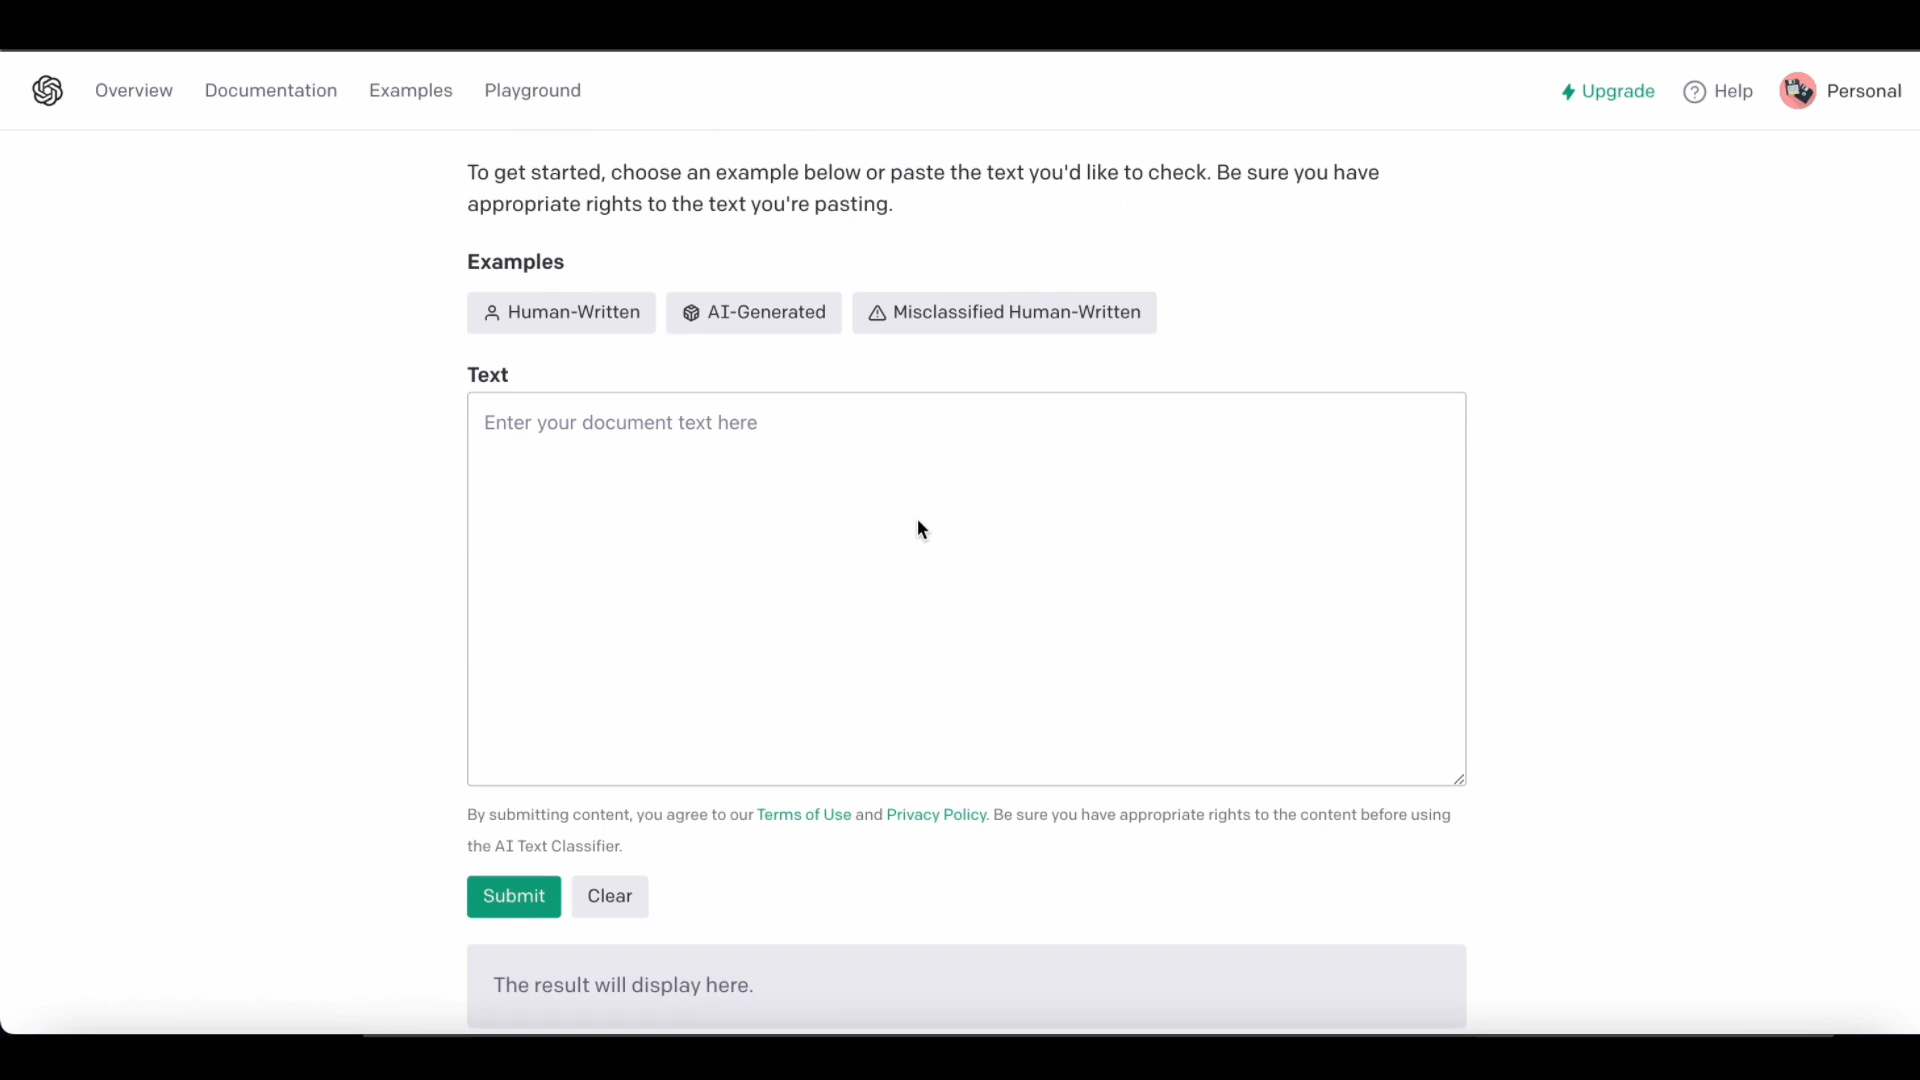 Overview Documentation Examples Playground Upgrade Help Personal
To get started, choose an example below or paste the text you'd like to check. Be sure you have
appropriate rights to the text you're pasting.
Examples
Human-Written AI-Generated Misclassified Human-Written
Text
Enter your document text here
By submitting content, you agree to our Terms of Use and Privacy Policy. Be sure you have appropriate rights to the content before using
the AI Text Classifier.
Submit Clear
The result will display here.